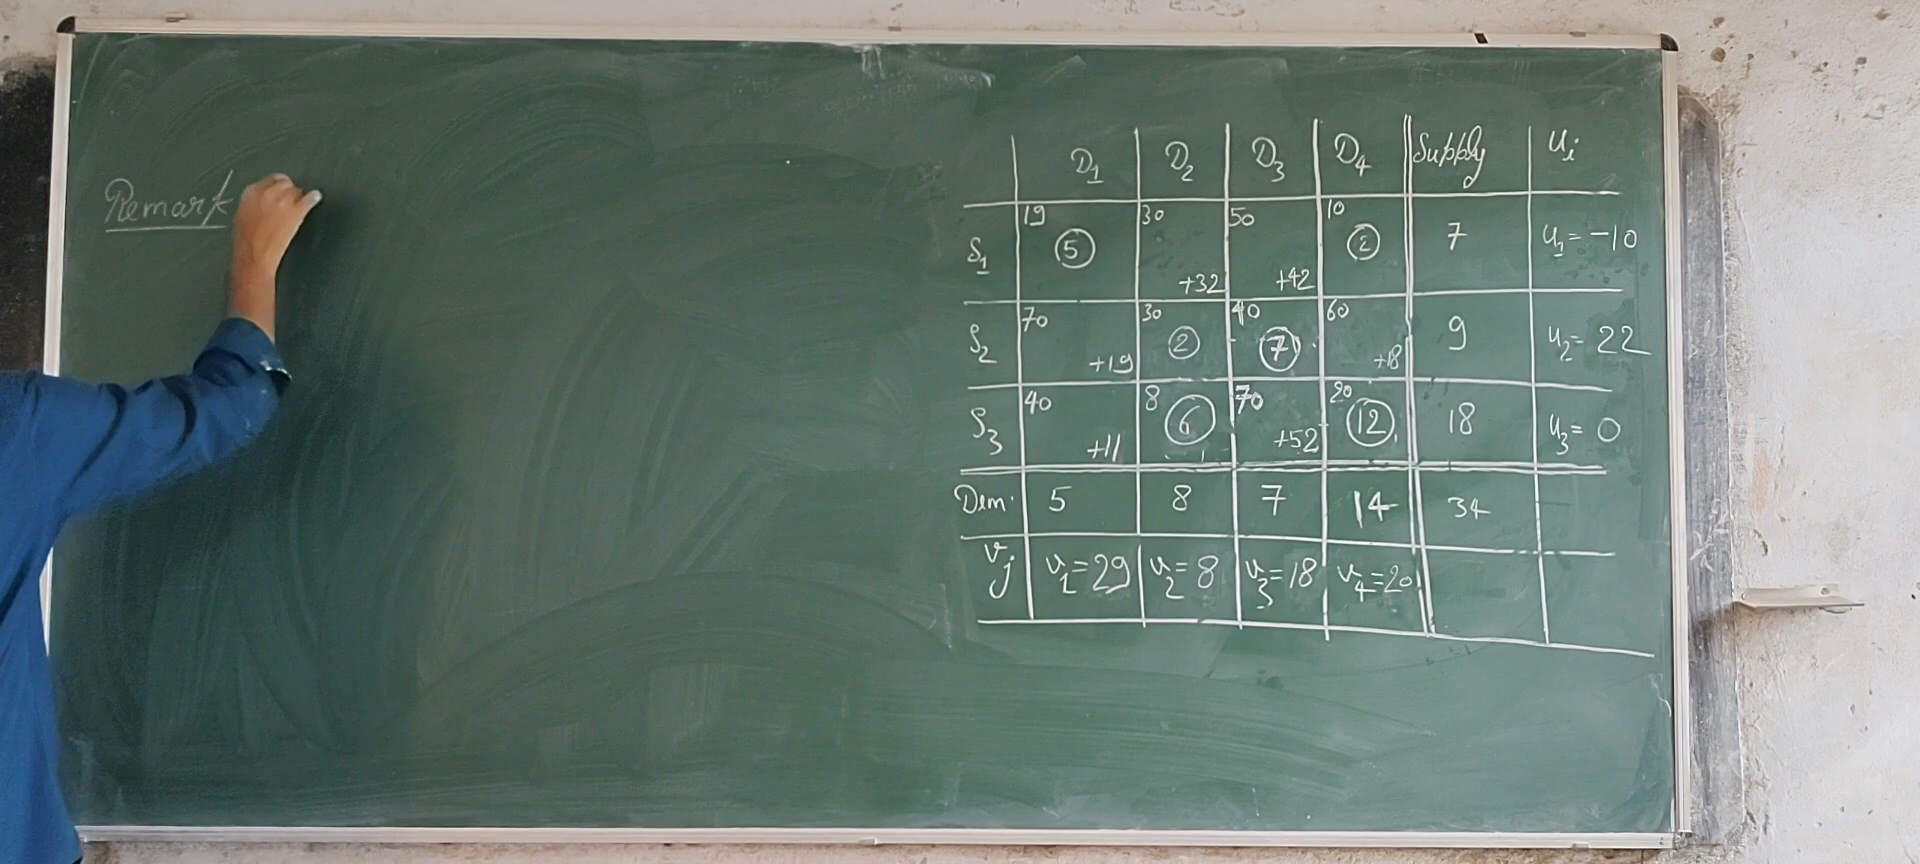 Remark
D1 D2 D3 D4 Supply ui
S1 19 5 30 +32 50 +42 10 2 7 u1 = -10
S2 70 +19 30 2 40 7 60 +18 9 u2 = 22
S3 40 +11 8 6 70 +52 20 12 18 u3 = 0
Dem. 5 8 7 14 34
vj v1 = 29 v2 = 8 v3 = 18 v4 = 20